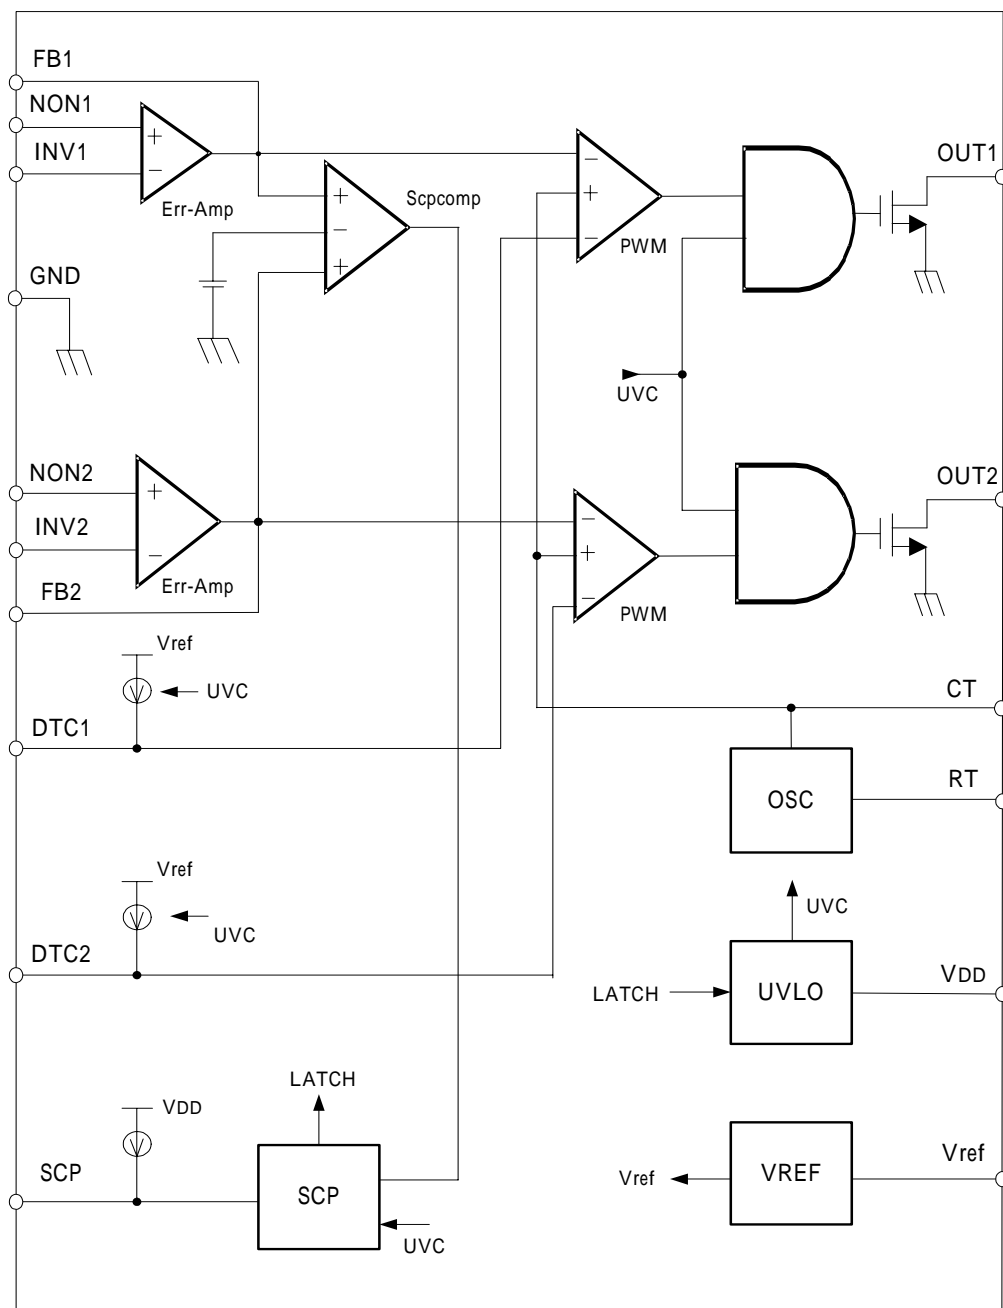 FB1
NON1
INV1
+
−
Err-Amp
+
−
+
Scpcomp
−
+
−
PWM
OUT1
GND
UVC
NON2
INV2
FB2
+
−
Err-Amp
−
+
−
PWM
OUT2
Vref
UVC
DTC1
CT
OSC
RT
Vref
UVC
DTC2
UVC
LATCH
UVLO
VDD
LATCH
VDD
SCP
SCP
UVC
Vref
VREF
Vref